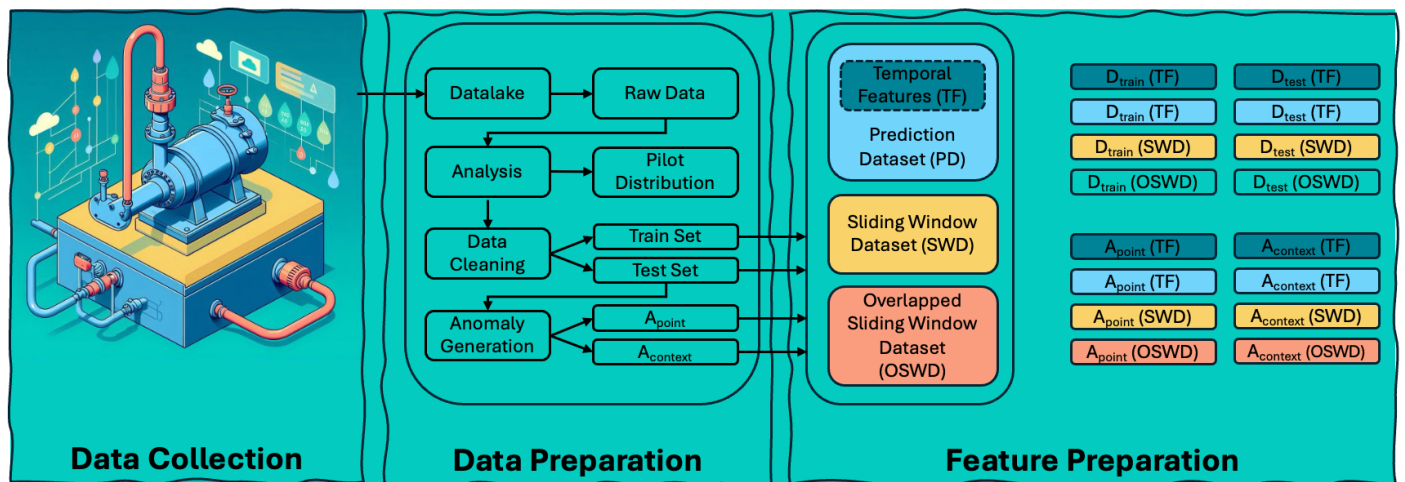 Datalake
Raw Data
Analysis
Pilot
Distribution
Data
Cleaning
Train Set
Test Set
Anomaly
Generation
Apoint
Acontext
Temporal
Features (TF)
Prediction
Dataset (PD)
Sliding Window
Dataset (SWD)
Overlapped
Sliding Window
Dataset
(OSWD)
Dtrain (TF)
Dtest (TF)
Dtrain (TF)
Dtest (TF)
Dtrain (SWD)
Dtest (SWD)
Dtrain (OSWD)
Dtest (OSWD)
Apoint (TF)
Acontext (TF)
Apoint (TF)
Acontext (TF)
Apoint (SWD)
Acontext (SWD)
Apoint (OSWD)
Acontext (OSWD)
Data Collection
Data Preparation
Feature Preparation